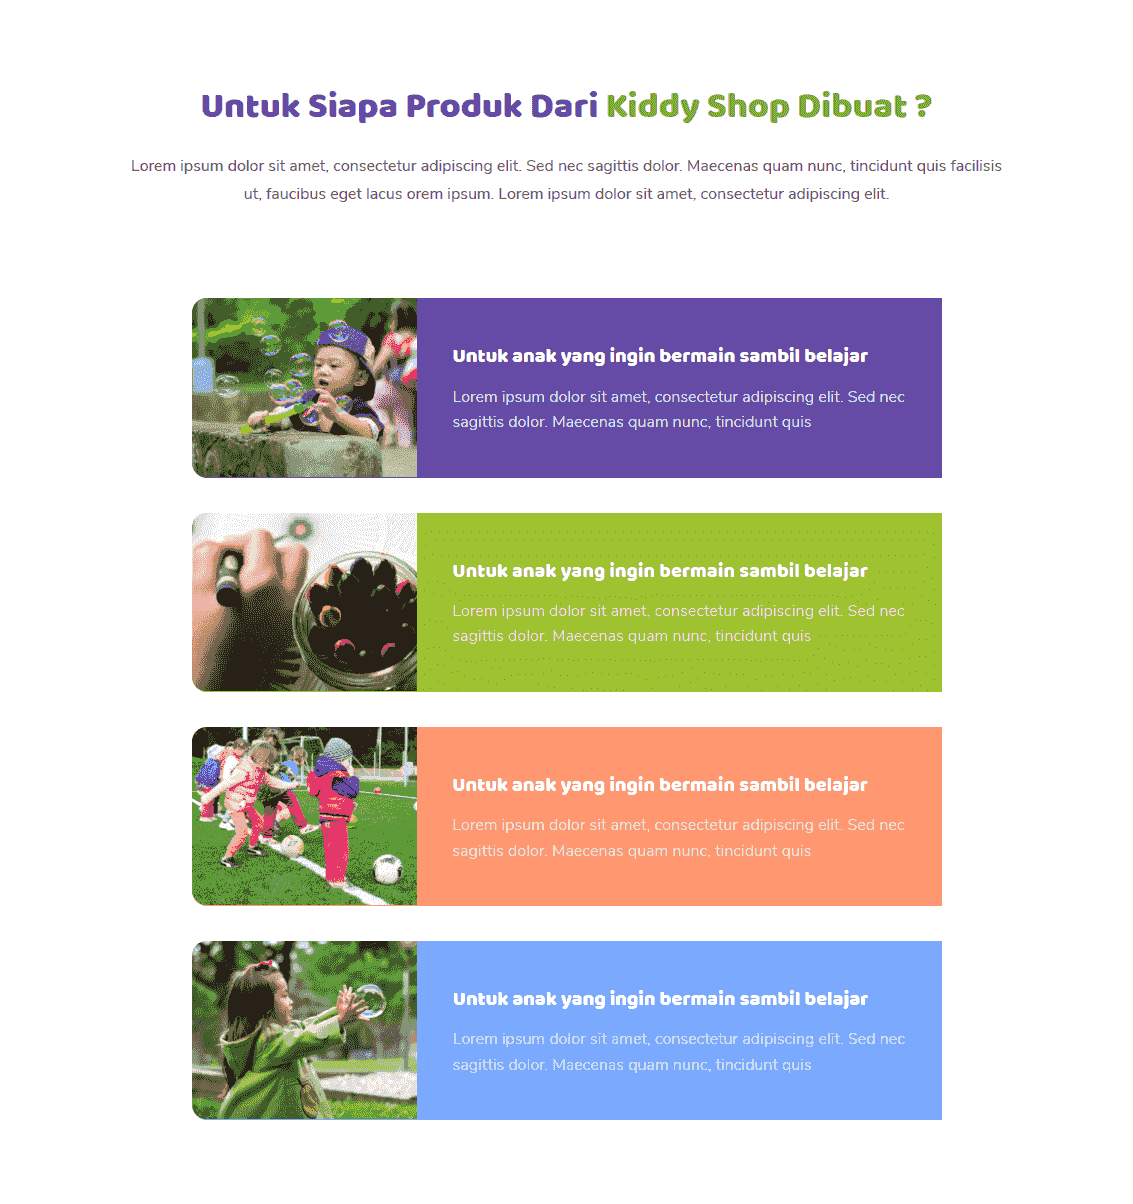 Untuk Siapa Produk Dari Kiddy Shop Dibuat ?
Lorem ipsum dolor sit amet, consectetur adipiscing elit. Sed nec sagittis dolor. Maecenas quam nunc, tincidunt quis facilisis
ut, faucibus eget lacus orem ipsum. Lorem ipsum dolor sit amet, consectetur adipiscing elit.
Untuk anak yang ingin bermain sambil belajar
Lorem ipsum dolor sit amet, consectetur adipiscing elit. Sed nec
sagittis dolor. Maecenas quam nunc, tincidunt quis
Untuk anak yang ingin bermain sambil belajar
Lorem ipsum dolor sit amet, consectetur adipiscing elit. Sed nec
sagittis dolor. Maecenas quam nunc, tincidunt quis
Untuk anak yang ingin bermain sambil belajar
Lorem ipsum dolor sit amet, consectetur adipiscing elit. Sed nec
sagittis dolor. Maecenas quam nunc, tincidunt quis
Untuk anak yang ingin bermain sambil belajar
Lorem ipsum dolor sit amet, consectetur adipiscing elit. Sed nec
sagittis dolor. Maecenas quam nunc, tincidunt quis